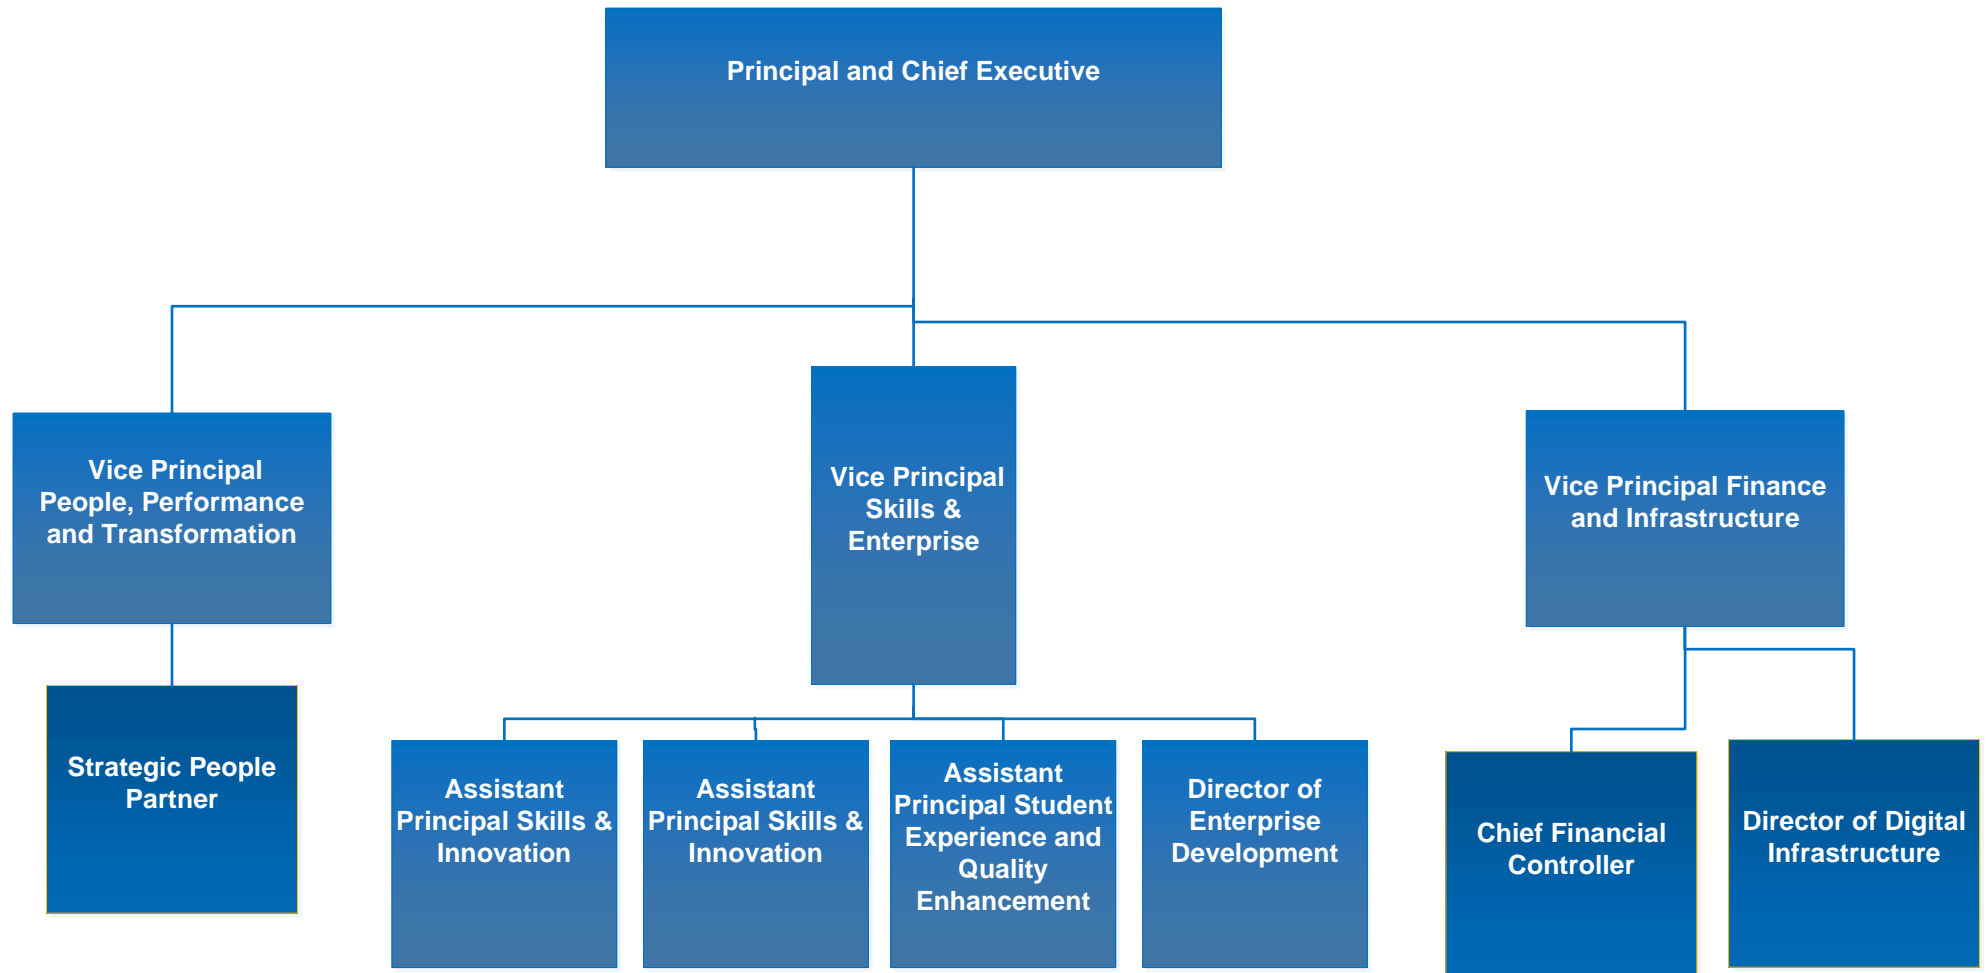 Principal and Chief Executive
Vice Principal
People, Performance
and Transformation
Vice Principal
Skills &
Enterprise
Vice Principal Finance
and Infrastructure
Strategic People
Partner
Assistant
Principal Skills &
Innovation
Assistant
Principal Skills &
Innovation
Assistant
Principal Student
Experience and
Quality
Enhancement
Director of
Enterprise
Development
Chief Financial
Controller
Director of Digital
Infrastructure